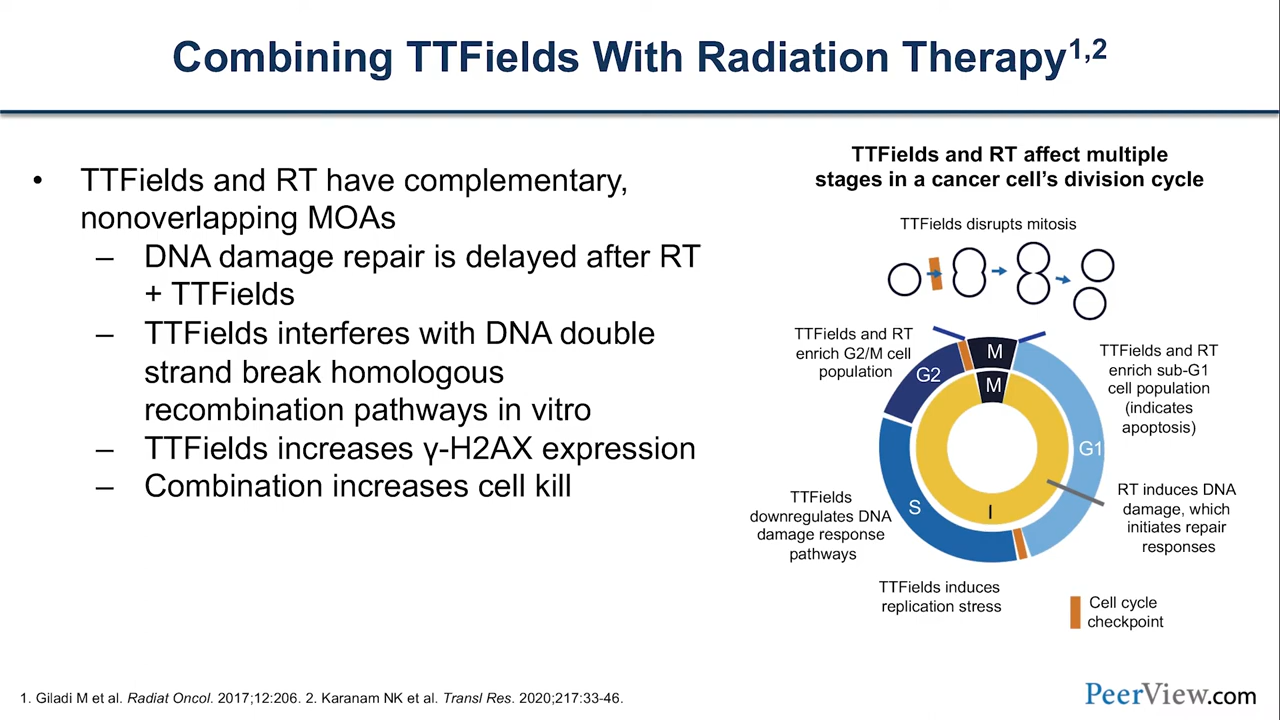 Combining TTFields With Radiation Therapy1,2
• TTFields and RT have complementary,
nonoverlapping MOAs
– DNA damage repair is delayed after RT
+ TTFields
– TTFields interferes with DNA double
strand break homologous
recombination pathways in vitro
– TTFields increases γ-H2AX expression
– Combination increases cell kill
TTFields and RT affect multiple
stages in a cancer cell's division cycle
TTFields disrupts mitosis
TTFields and RT
enrich G2/M cell
population
M
M
G2
G1
S
I
TTFields and RT
enrich sub-G1
cell population
(indicates
apoptosis)
TTFields
downregulates DNA
damage response
pathways
RT induces DNA
damage, which
initiates repair
responses
TTFields induces
replication stress
Cell cycle
checkpoint
1. Giladi M et al. Radiat Oncol. 2017;12:206. 2. Karanam NK et al. Transl Res. 2020;217:33-46.
PeerView.com